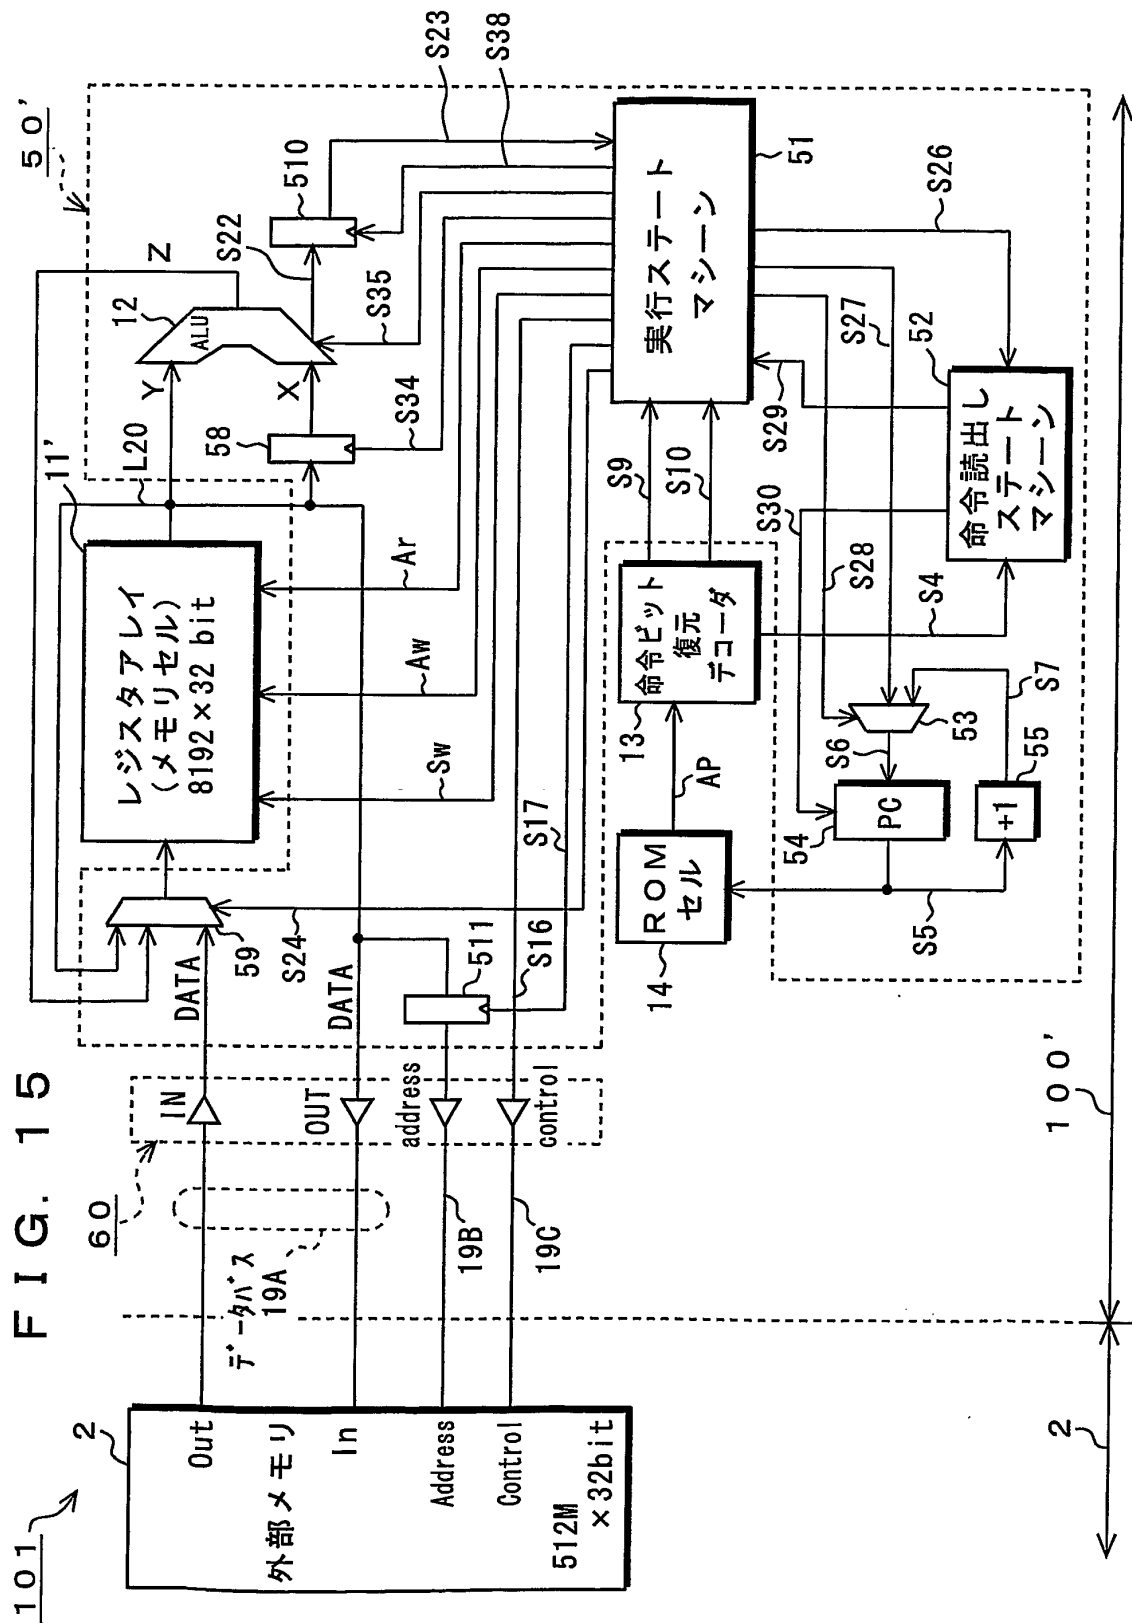 FIG. 15
101
2
Out
外部メモリ
In
Address
Control
512M
×32bit
データバス
19A
19B
19C
60
IN
OUT
address
control
DATA
DATA
59
S24
511
S16
S17
レジスタアレイ
(メモリセル)
8192×32 bit
11'
L20
Sw
Aw
Ar
Y
X
Z
12
ALU
58
S34
S35
S22
510
50'
S23
S38
実行ステート
マシーン
51
S9
S10
命令ビット
復元
デコーダ
13
AP
ROM
セル
14
S4
S5
S6
S7
PC
54
+1
55
53
S28
S30
S29
S27
S26
52
命令読出し
ステート
マシーン
100'
2